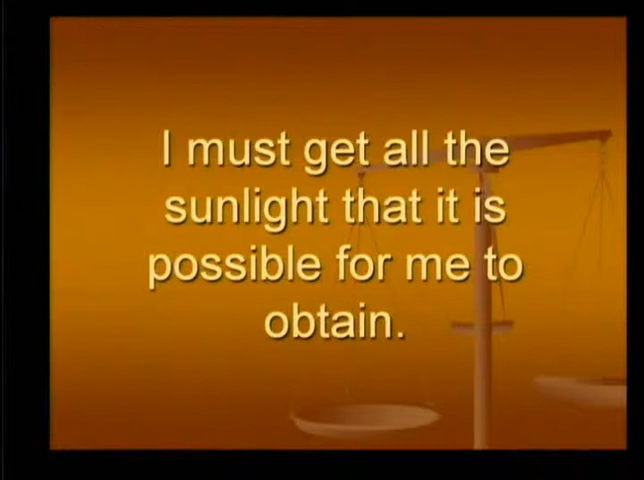 I must get all the
sunlight that it is
possible for me to
obtain.